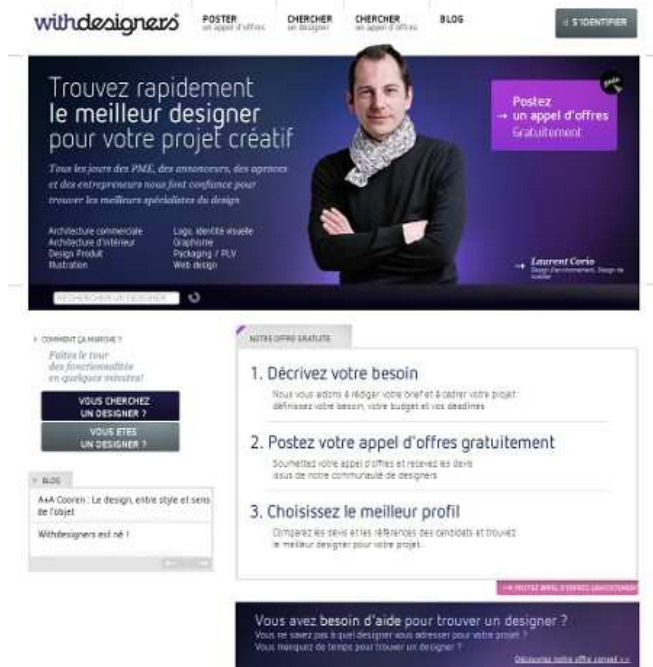 withdesigners
POSTER
un appel d'offres
CHERCHER
un designer
CHERCHER
un appel d'offres
BLOG
S'IDENTIFIER
Trouvez rapidement
le meilleur designer
pour votre projet créatif
Tous les jours des PME, des annonceurs, des agences
et des entrepreneurs nous font confiance pour
trouver les meilleurs spécialistes du design
Architecture commerciale
Architecture d'intérieur
Design Produit
Illustration
Logo, identité visuelle
Graphisme
Packaging / PLV
Web design
Postez
→ un appel d'offres
Gratuitement
→ Laurent Corio
Design d'environnement, Design de
mobilier
RECHERCHER UN DESIGNER
COMMENT ÇA MARCHE ?
Faites le tour
des fonctionnalités
en quelques minutes!
VOUS CHERCHEZ
UN DESIGNER ?
VOUS ETES
UN DESIGNER ?
BLOG
A+A Cooren : Le design, entre style et sens
de l'objet
Withdesigners est né !
NOTRE OFFRE GRATUITE
1. Décrivez votre besoin
Nous vous aidons à rédiger votre brief et à cadrer votre projet:
définissez votre besoin, votre budget et vos deadlines
2. Postez votre appel d'offres gratuitement
Soumettez votre appel d'offres et recevez les devis
issus de notre communauté de designers
3. Choisissez le meilleur profil
Comparez les devis et les références des candidats et trouvez
le meilleur designer pour votre projet.
→ POSTEZ APPEL D'OFFRES GRATUITEMENT
Vous avez besoin d'aide pour trouver un designer ?
Vous ne savez pas à quel designer vous adresser pour votre projet ?
Vous manquez de temps pour trouver un designer ?
Découvrez notre offre conseil >>